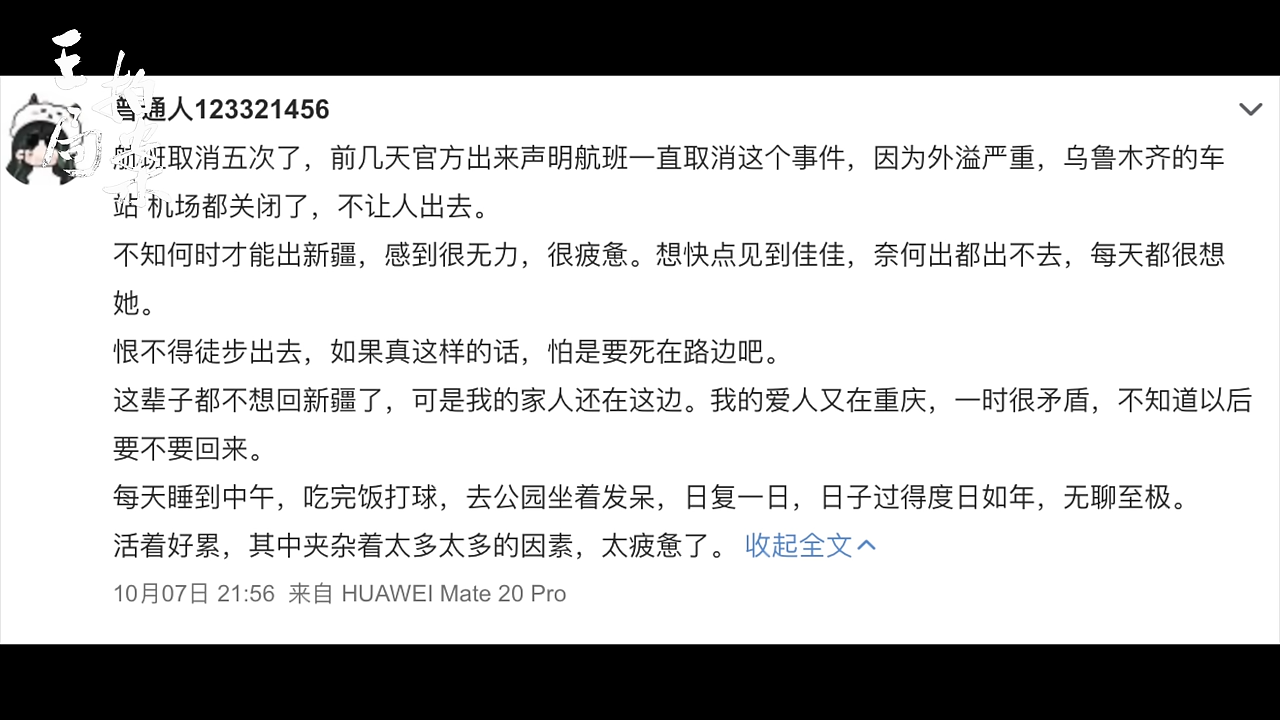 王局拍案
普通人123321456
航班取消五次了，前几天官方出来声明航班一直取消这个事件，因为外溢严重，乌鲁木齐的车
站 机场都关闭了，不让人出去。
不知何时才能出新疆，感到很无力，很疲惫。想快点见到佳佳，奈何出都出不去，每天都很想
她。
恨不得徒步出去，如果真这样的话，怕是要死在路边吧。
这辈子都不想回新疆了，可是我的家人还在这边。我的爱人又在重庆，一时很矛盾，不知道以后
要不要回来。
每天睡到中午，吃完饭打球，去公园坐着发呆，日复一日，日子过得度日如年，无聊至极。
活着好累，其中夹杂着太多太多的因素，太疲惫了。 收起全文
10月07日 21:56 来自 HUAWEI Mate 20 Pro